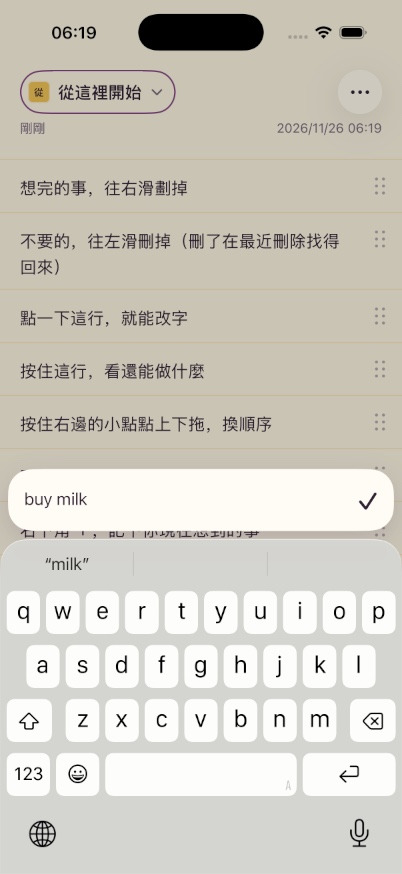 06:19
從 從這裡開始
剛剛 2026/11/26 06:19
想完的事，往右滑劃掉
不要的，往左滑刪掉（刪了在最近刪除找得
回來）
點一下這行，就能改字
按住這行，看還能做什麼
按住右邊的小點點上下拖，換順序
buy milk
“milk”
q w e r t y u i o p
a s d f g h j k l
z x c v b n m
123
A